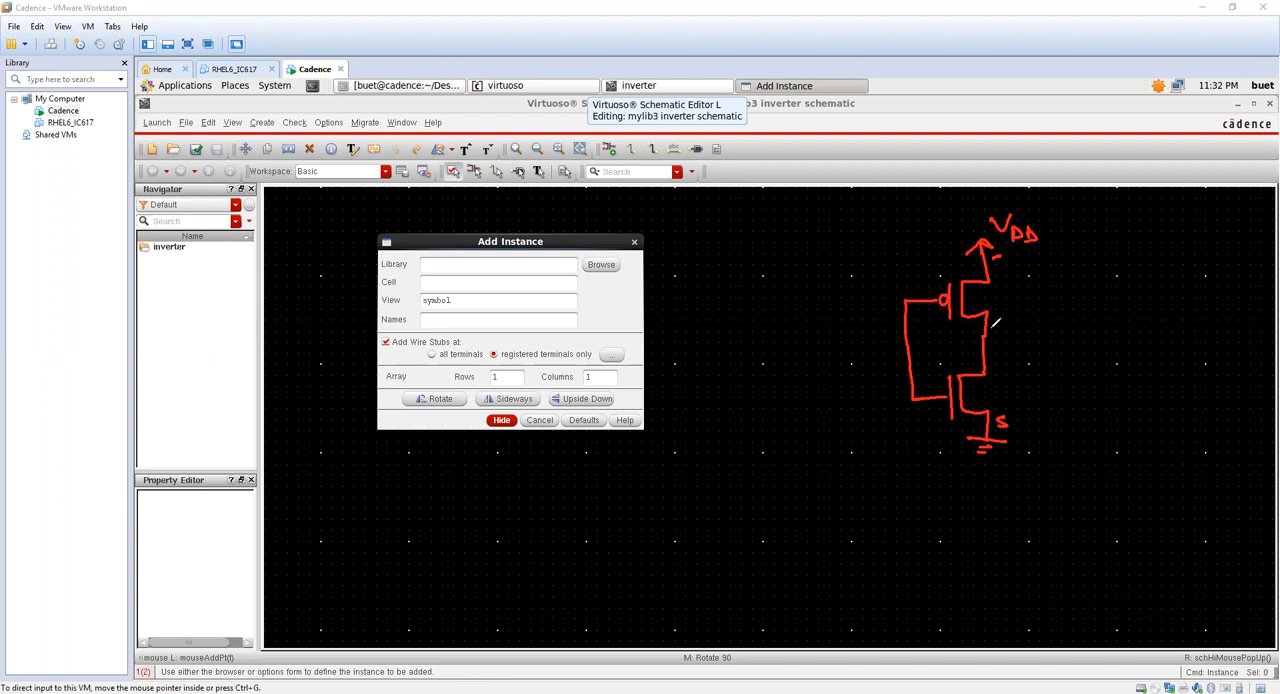 Cadence - VMware Workstation
File Edit View VM Tabs Help
Library
Type here to search
My Computer
Cadence
RHEL6_IC617
Shared VMs
Home RHEL6_IC617 Cadence
Applications Places System [buet@cadence:~/Des... virtuoso inverter Add Instance 11:32 PM buet
Virtuoso® S b3 inverter schematic
Virtuoso® Schematic Editor L
Editing: mylib3 inverter schematic
Launch File Edit View Create Check Options Migrate Window Help cādence
Workspace: Basic Search
Navigator
Default
Search
Name
inverter
Property Editor
Add Instance
Library Browse
Cell
View symbol
Names
Add Wire Stubs at:
all terminals registered terminals only ...
Array Rows 1 Columns 1
Rotate Sideways Upside Down
Hide Cancel Defaults Help
VDD
S
mouse L: mouseAddPt(t) M: Rotate 90 R: schHiMousePopUp()
1(2) Use either the browser or options form to define the instance to be added. Cmd: Instance Sel: 0
To direct input to this VM, move the mouse pointer inside or press Ctrl+G.